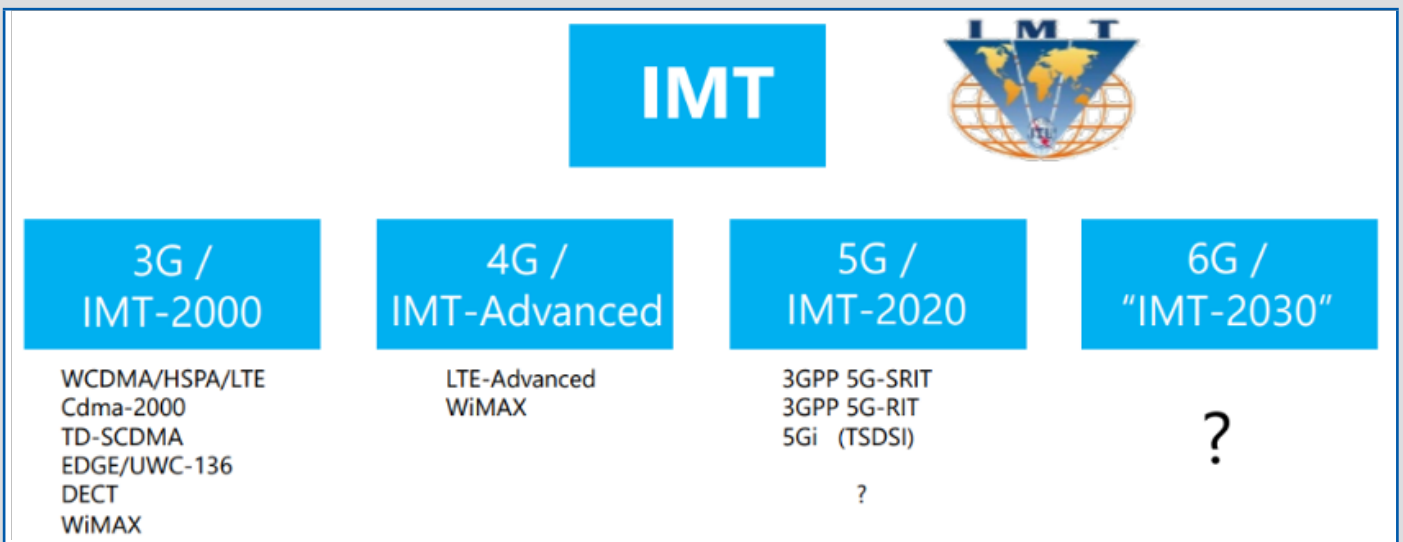 IMT
I M T
ITU
3G /
IMT-2000
WCDMA/HSPA/LTE
Cdma-2000
TD-SCDMA
EDGE/UWC-136
DECT
WiMAX
4G /
IMT-Advanced
LTE-Advanced
WiMAX
5G /
IMT-2020
3GPP 5G-SRIT
3GPP 5G-RIT
5Gi (TSDSI)
?
6G /
“IMT-2030”
?